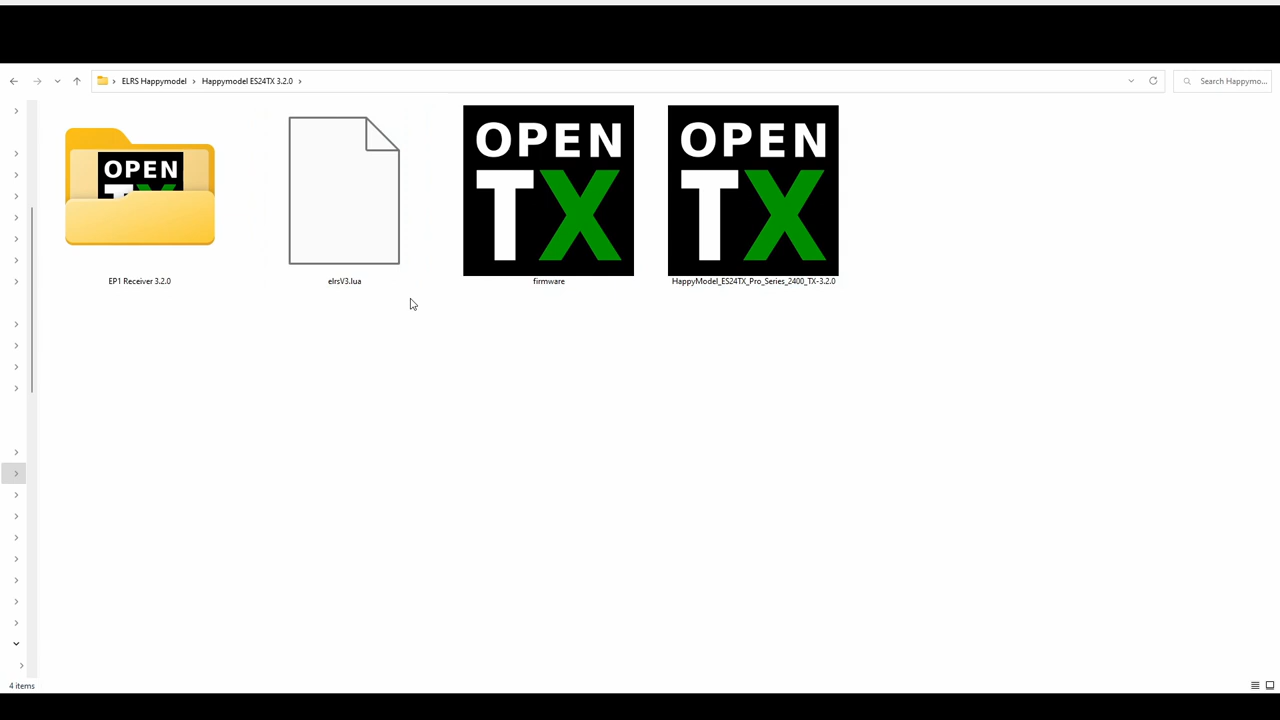 ELRS Happymodel
Happymodel ES24TX 3.2.0
Search Happymo...
OPEN
TX
OPEN
TX
OPEN
TX
EP1 Receiver 3.2.0
elrsV3.lua
firmware
HappyModel_ES24TX_Pro_Series_2400_TX-3.2.0
4 items